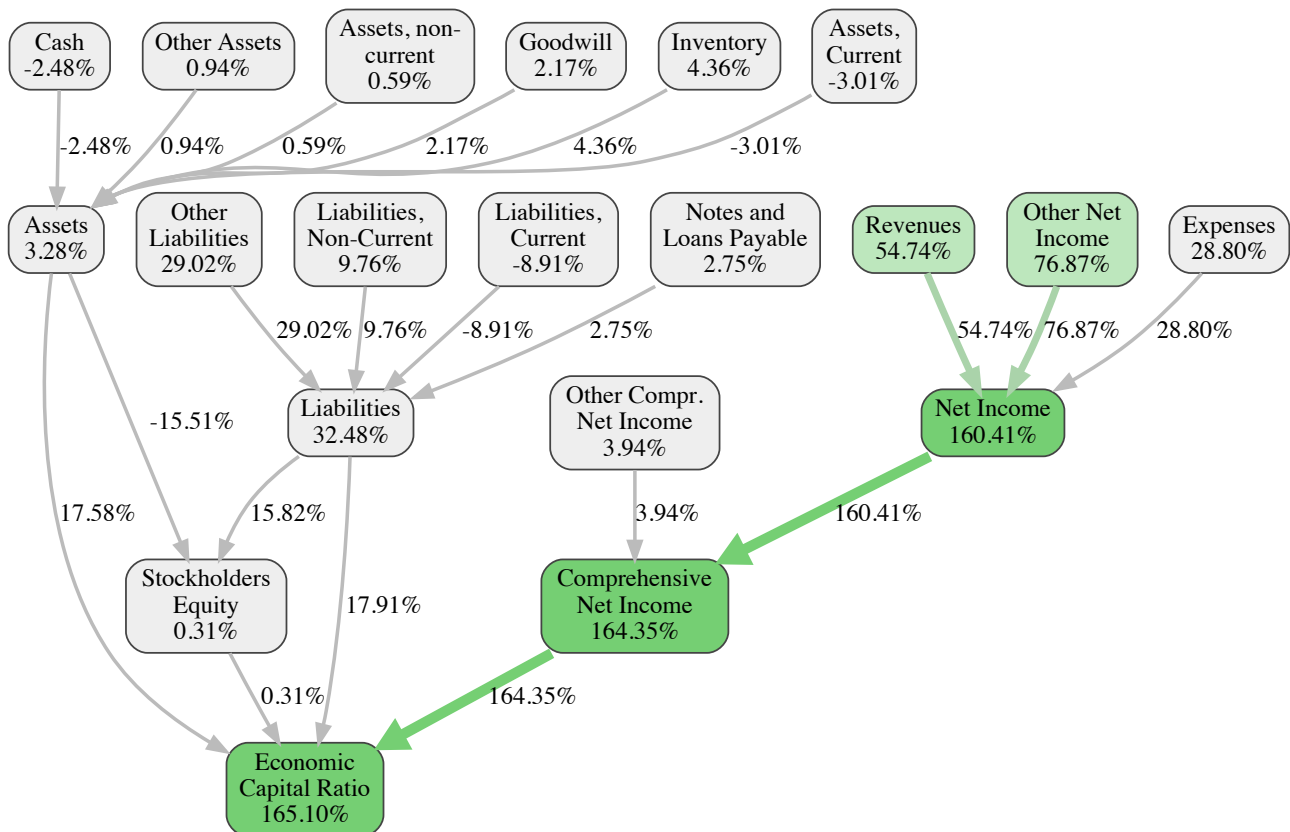 Cash
-2.48%
Other Assets
0.94%
Assets, non-
current
0.59%
Goodwill
2.17%
Inventory
4.36%
Assets,
Current
-3.01%
-2.48%
0.94%
0.59%
2.17%
4.36%
-3.01%
Assets
3.28%
Other
Liabilities
29.02%
Liabilities,
Non-Current
9.76%
Liabilities,
Current
-8.91%
Notes and
Loans Payable
2.75%
Revenues
54.74%
Other Net
Income
76.87%
Expenses
28.80%
29.02%
9.76%
-8.91%
2.75%
54.74%
76.87%
28.80%
-15.51%
Liabilities
32.48%
Other Compr.
Net Income
3.94%
Net Income
160.41%
17.58%
15.82%
3.94%
160.41%
Stockholders
Equity
0.31%
17.91%
Comprehensive
Net Income
164.35%
0.31%
164.35%
Economic
Capital Ratio
165.10%